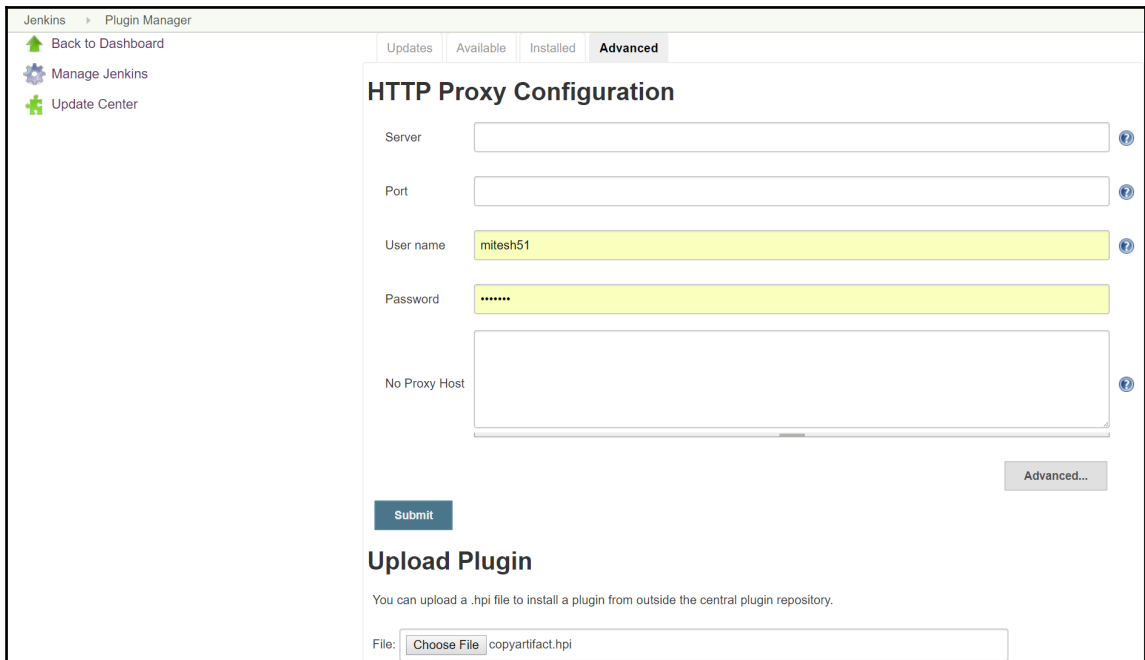 Jenkins Plugin Manager
Back to Dashboard
Manage Jenkins
Update Center
Updates Available Installed Advanced
HTTP Proxy Configuration
Server
Port
User name mitesh51
Password •••••••
No Proxy Host
Advanced...
Submit
Upload Plugin
You can upload a .hpi file to install a plugin from outside the central plugin repository.
File: Choose File copyartifact.hpi